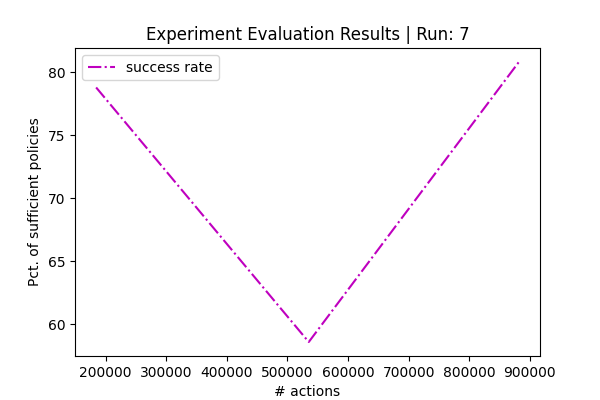 Experiment Evaluation Results | Run: 7
success rate
80
75
70
65
60
Pct. of sufficient policies
200000 300000 400000 500000 600000 700000 800000 900000
# actions